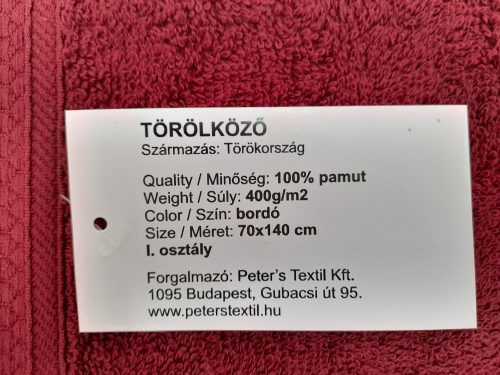 TÖRÖLKÖZŐ
Származás: Törökország
Quality / Minőség: 100% pamut
Weight / Súly: 400g/m2
Color / Szín: bordó
Size / Méret: 70x140 cm
I. osztály
Forgalmazó: Peter's Textil Kft.
1095 Budapest, Gubacsi út 95.
www.peterstextil.hu